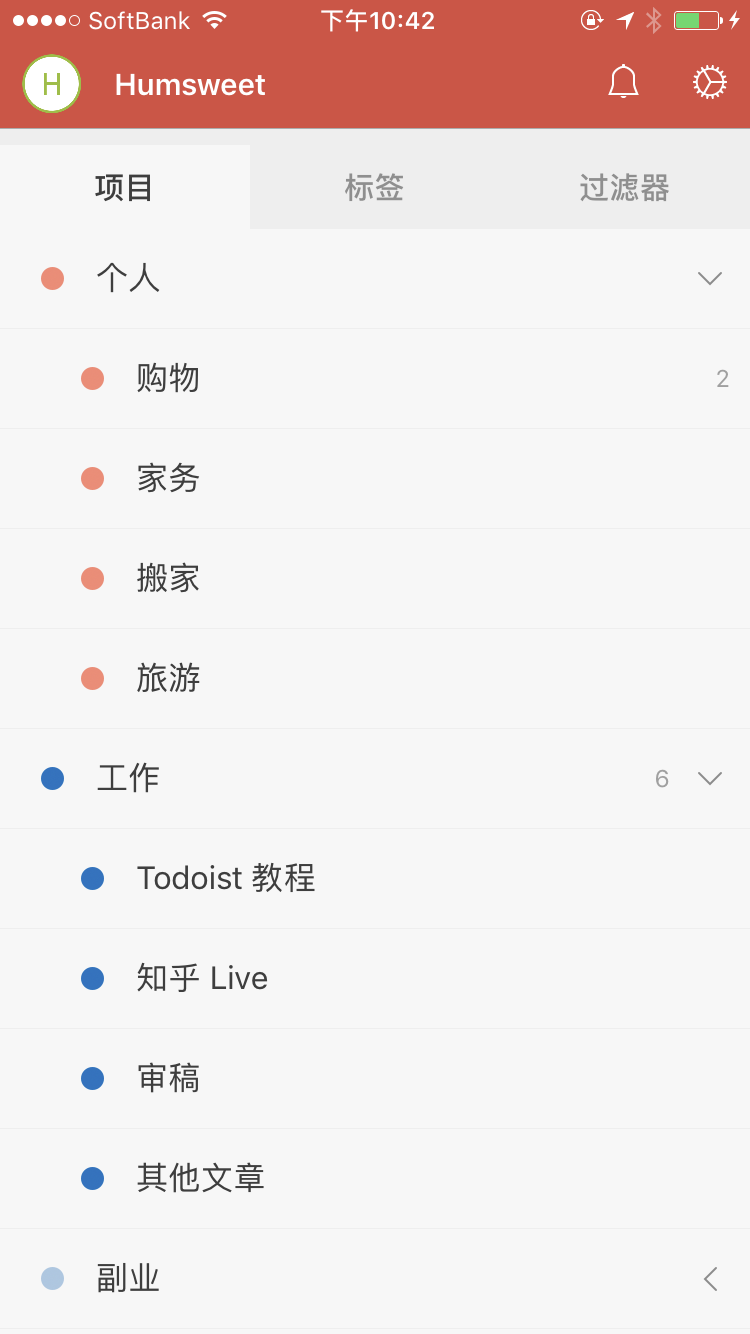 SoftBank 下午10:42
H Humsweet
项目 标签 过滤器
个人
购物 2
家务
搬家
旅游
工作 6
Todoist 教程
知乎 Live
审稿
其他文章
副业